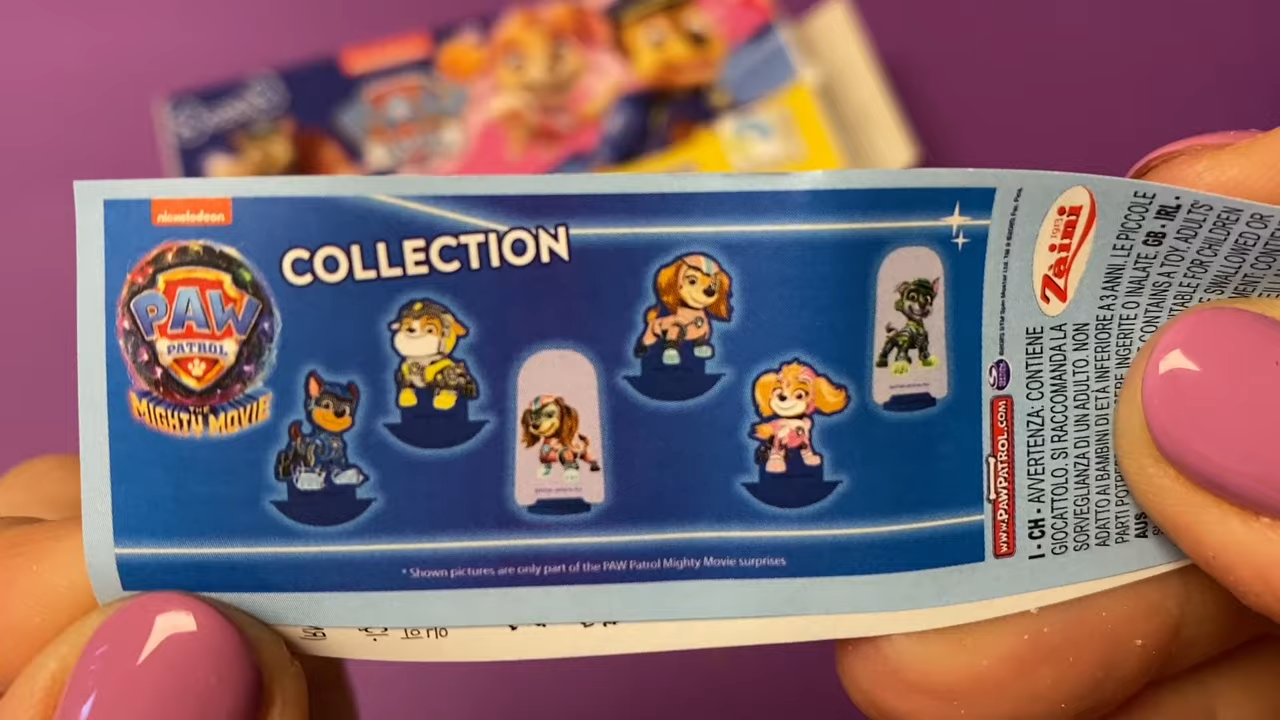 nickelodeon
PAW
PATROL
THE
MIGHTY MOVIE
COLLECTION
* Shown pictures are only part of the PAW Patrol Mighty Movie surprises
www.PAWPATROL.COM
1913
Zàini
I • CH • AVVERTENZA: CONTIENE
GIOCATTOLO. SI RACCOMANDA LA
SORVEGLIANZA DI UN ADULTO. NON
ADATTO AI BAMBINI DI ETÀ INFERIORE A 3 ANNI. LE PICCOLE
PARTI ESSERE INGERITE O INALATE. GB • IRL •
AUS CONTAINS A TOY. ADULTS'
FOR CHILDREN
SWALLOWED OR